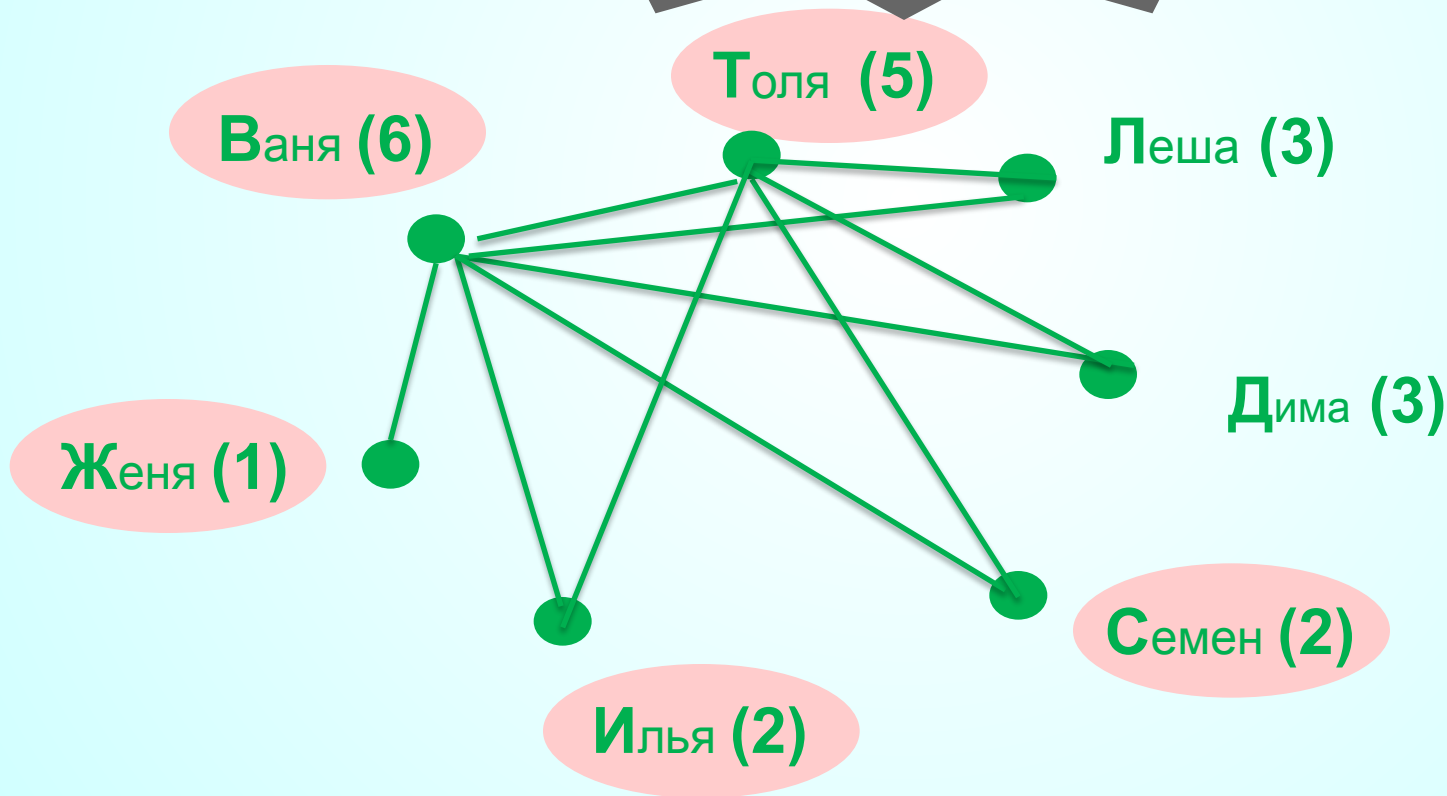 Толя (5)
Ваня (6)
Леша (3)
Дима (3)
Женя (1)
Семен (2)
Илья (2)